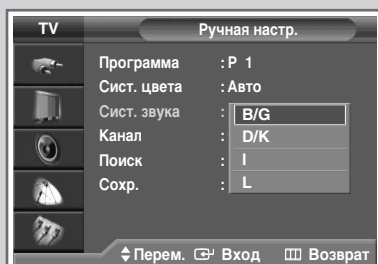 TV Ручная настр.
Программа : P 1
Сист. цвета : Авто
Сист. звука : B/G
Канал : D/K
Поиск : I
Сохр. : L
Перем. Вход Возврат